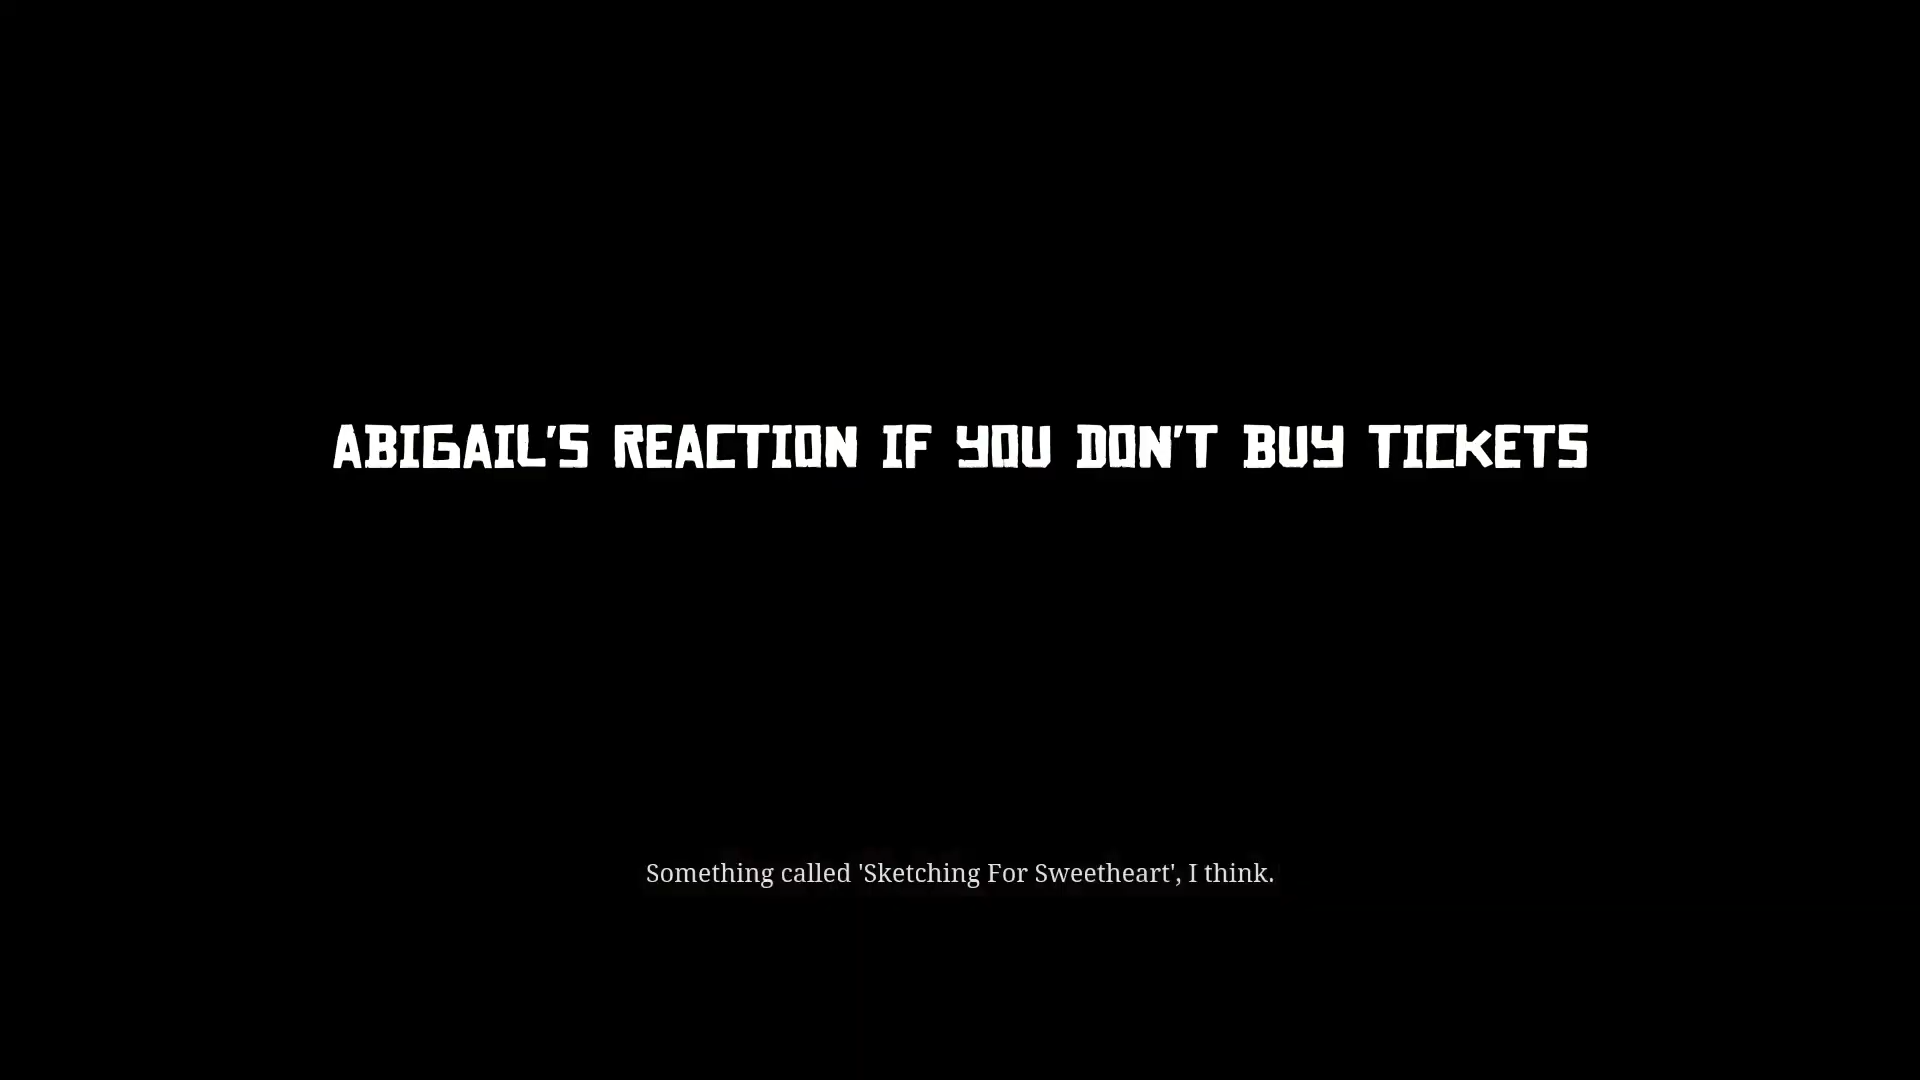 ABIGAIL'S REACTION IF YOU DON'T BUY TICKETS
Something called 'Sketching For Sweetheart', I think.